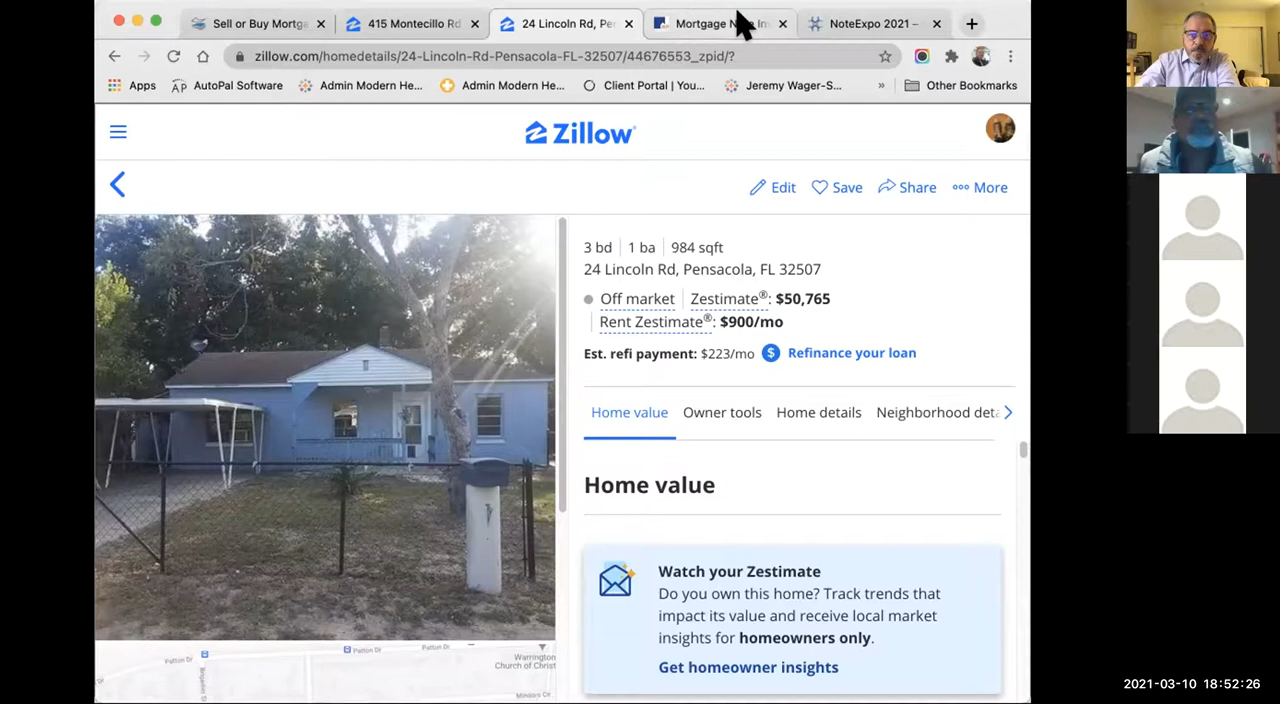 Sell or Buy Mortga
415 Montecillo Rd
24 Lincoln Rd, Pe
Mortgage N
NoteExpo 2021 –
zillow.com/homedetails/24-Lincoln-Rd-Pensacola-FL-32507/44676553_zpid/?
Apps
AutoPal Software
Admin Modern He...
Admin Modern He...
Client Portal | You...
Jeremy Wager-S...
»
Other Bookmarks
Zillow
Edit
Save
Share
More
3 bd | 1 ba | 984 sqft
24 Lincoln Rd, Pensacola, FL 32507
Off market | Zestimate®: $50,765
Rent Zestimate®: $900/mo
Est. refi payment: $223/mo $ Refinance your loan
Home value
Owner tools
Home details
Neighborhood deta
Home value
Watch your Zestimate
Do you own this home? Track trends that
impact its value and receive local market
insights for homeowners only.
Get homeowner insights
Patton Dr
Patton Dr
Patton Dr
Warrington
Church of Christ
2021-03-10 18:52:26